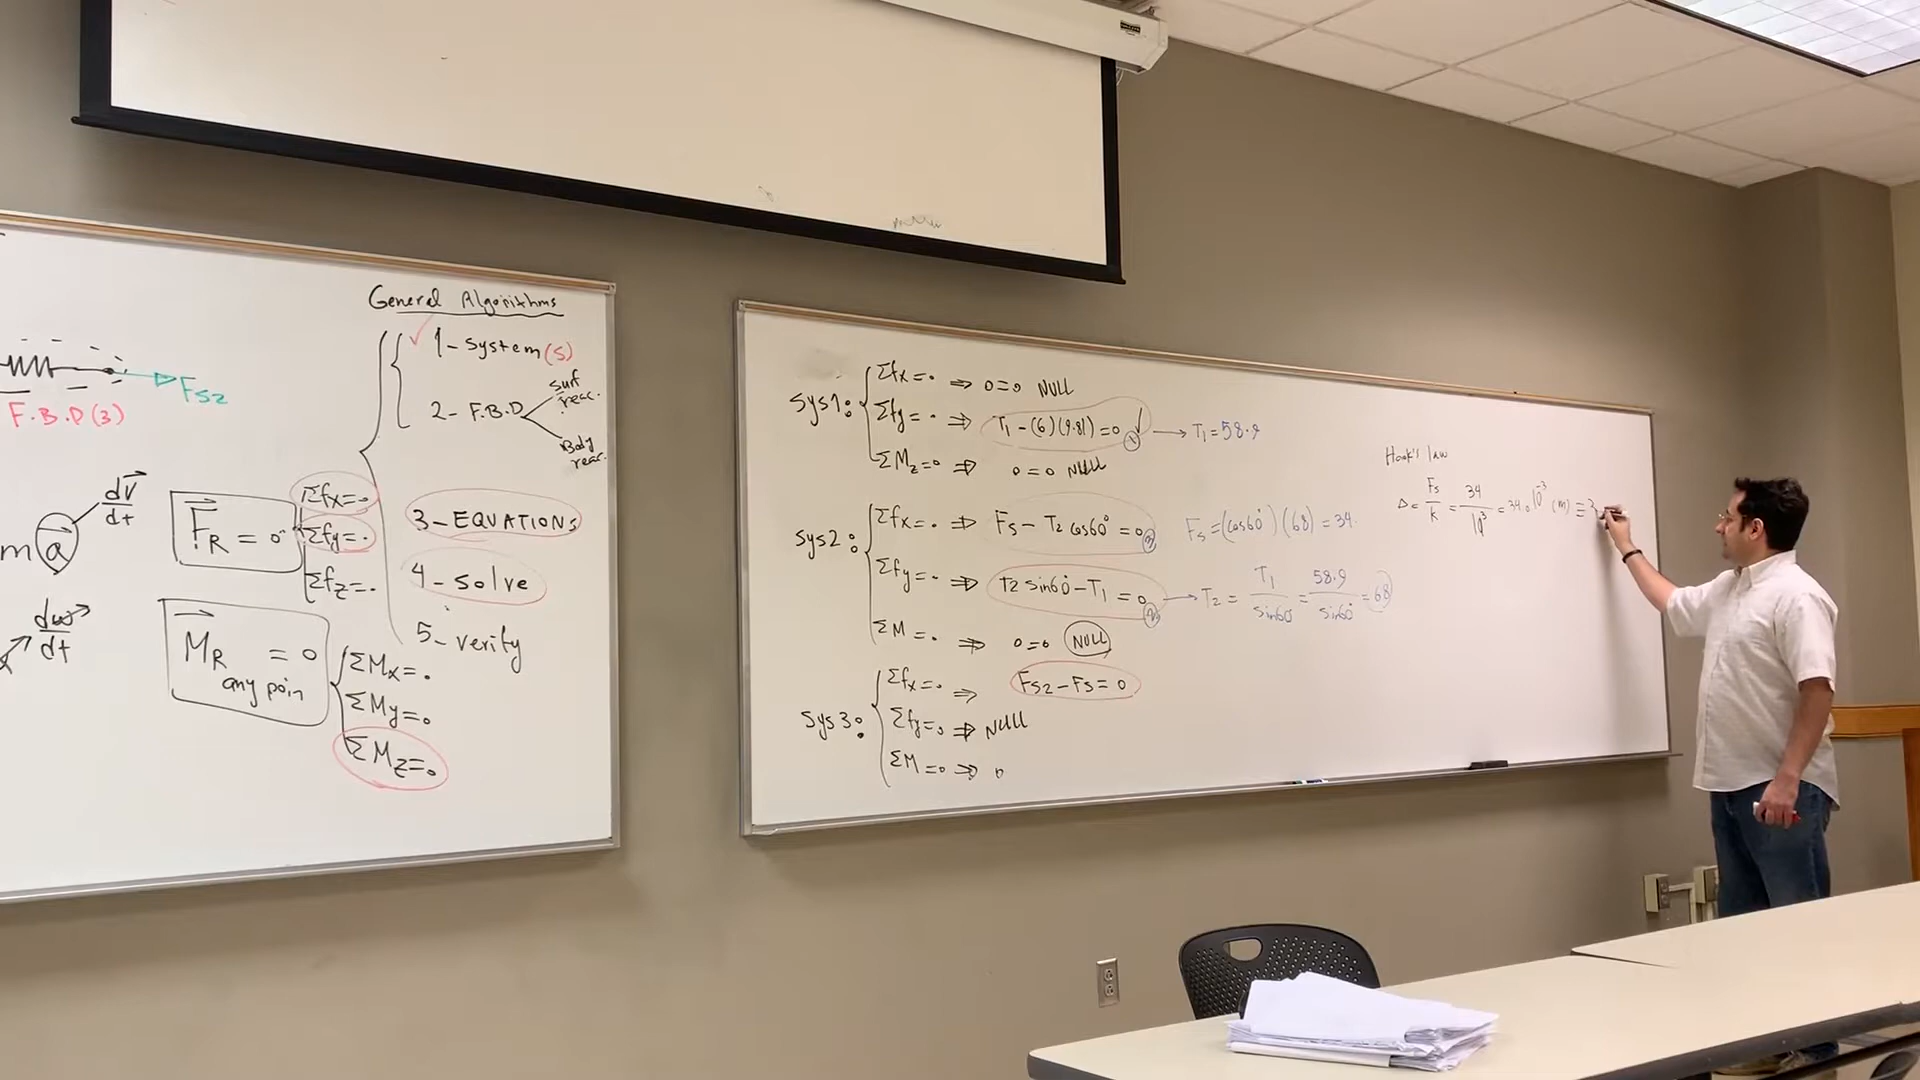 General Algorithms
1- system(s)
2- F.B.D
surf reac.
Body reac.
3- EQUATIONS
4- solve
5- verity
FS2
F.B.D(3)
dV/dt
m a
dω/dt
FR = 0
Σfx=0
Σfy=0
Σfz=0
MR = 0
any poin
ΣMx=0
ΣMy=0
ΣMz=0
Sys1:
Σfx=0 ⇒ 0=0 NULL
Σfy=0 ⇒ T1-(6)(9.81)=0 ① → T1=58.9
ΣMz=0 ⇒ 0=0 NULL
Sys2:
Σfx=0 ⇒ Fs-T2 cos60°=0 Fs=(cos60°)(68)=34
Σfy=0 ⇒ T2 sin60°-T1=0 → T2= T1/sin60 = 58.9/sin60° = 68
ΣM=0 ⇒ 0=0 NULL
Sys3:
Σfx=0 ⇒ FS2-FS=0
Σfy=0 ⇒ NULL
ΣM=0 ⇒ 0
Hook's law
Δ= Fs/k = 34/10³ = 34.10⁻³ (m) ≡ 3